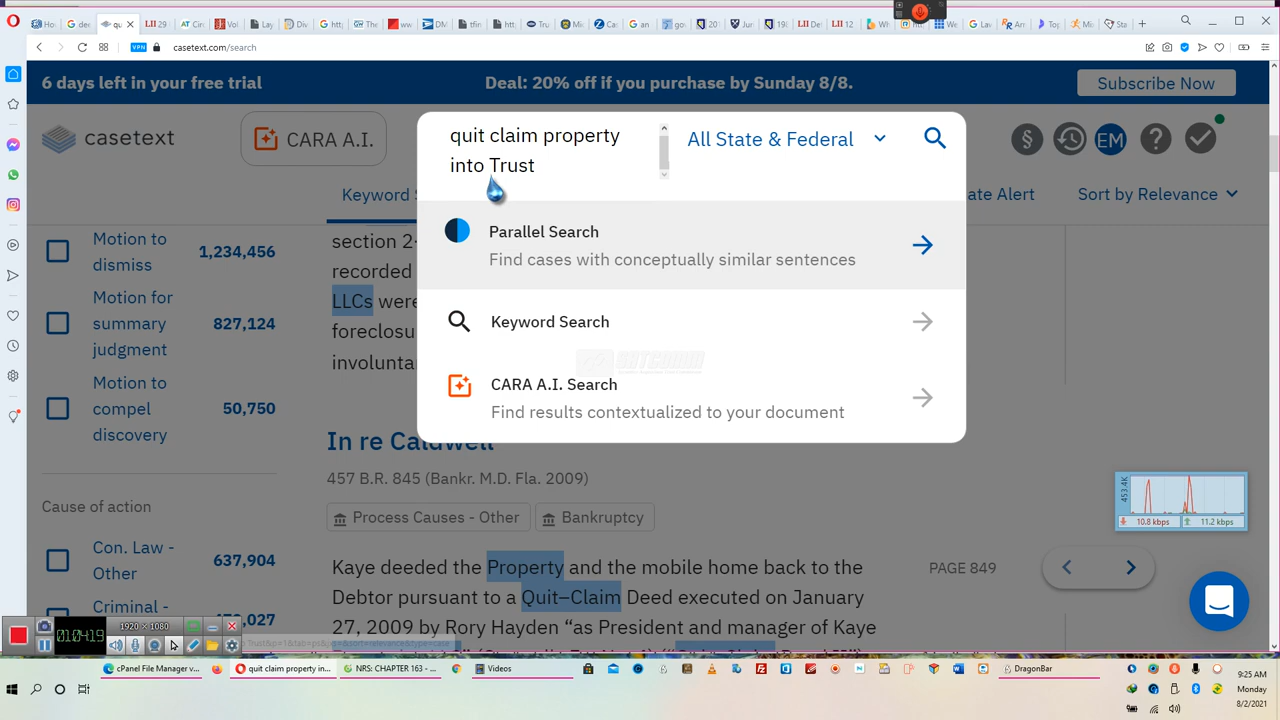 casetext.com/search
VPN
6 days left in your free trial
Deal: 20% off if you purchase by Sunday 8/8.
Subscribe Now
casetext
CARA A.I.
quit claim property
into Trust
All State & Federal
EM
Keyword
ate Alert
Sort by Relevance
Parallel Search
Find cases with conceptually similar sentences
Keyword Search
CARA A.I. Search
Find results contextualized to your document
Motion to
dismiss
1,234,456
Motion for
summary
judgment
827,124
Motion to
compel
discovery
50,750
Cause of action
Con. Law -
Other
637,904
Criminal -
section 2-
recorded
LLCs were
foreclosu
involunta
In re Caldwell
457 B.R. 845 (Bankr. M.D. Fla. 2009)
Process Causes - Other
Bankruptcy
Kaye deeded the Property and the mobile home back to the
Debtor pursuant to a Quit–Claim Deed executed on January
27, 2009 by Rory Hayden “as President and manager of Kaye
PAGE 849
453.4K
10.8 kbps
11.2 kbps
1920 × 1080
01:04:19
cPanel File Manager v...
quit claim property in...
NRS: CHAPTER 163 -...
Videos
DragonBar
9:25 AM
Monday
8/2/2021